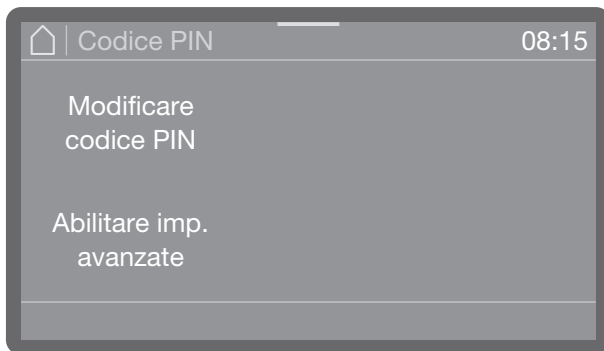 Codice PIN 08:15
Modificare
codice PIN
Abilitare imp.
avanzate